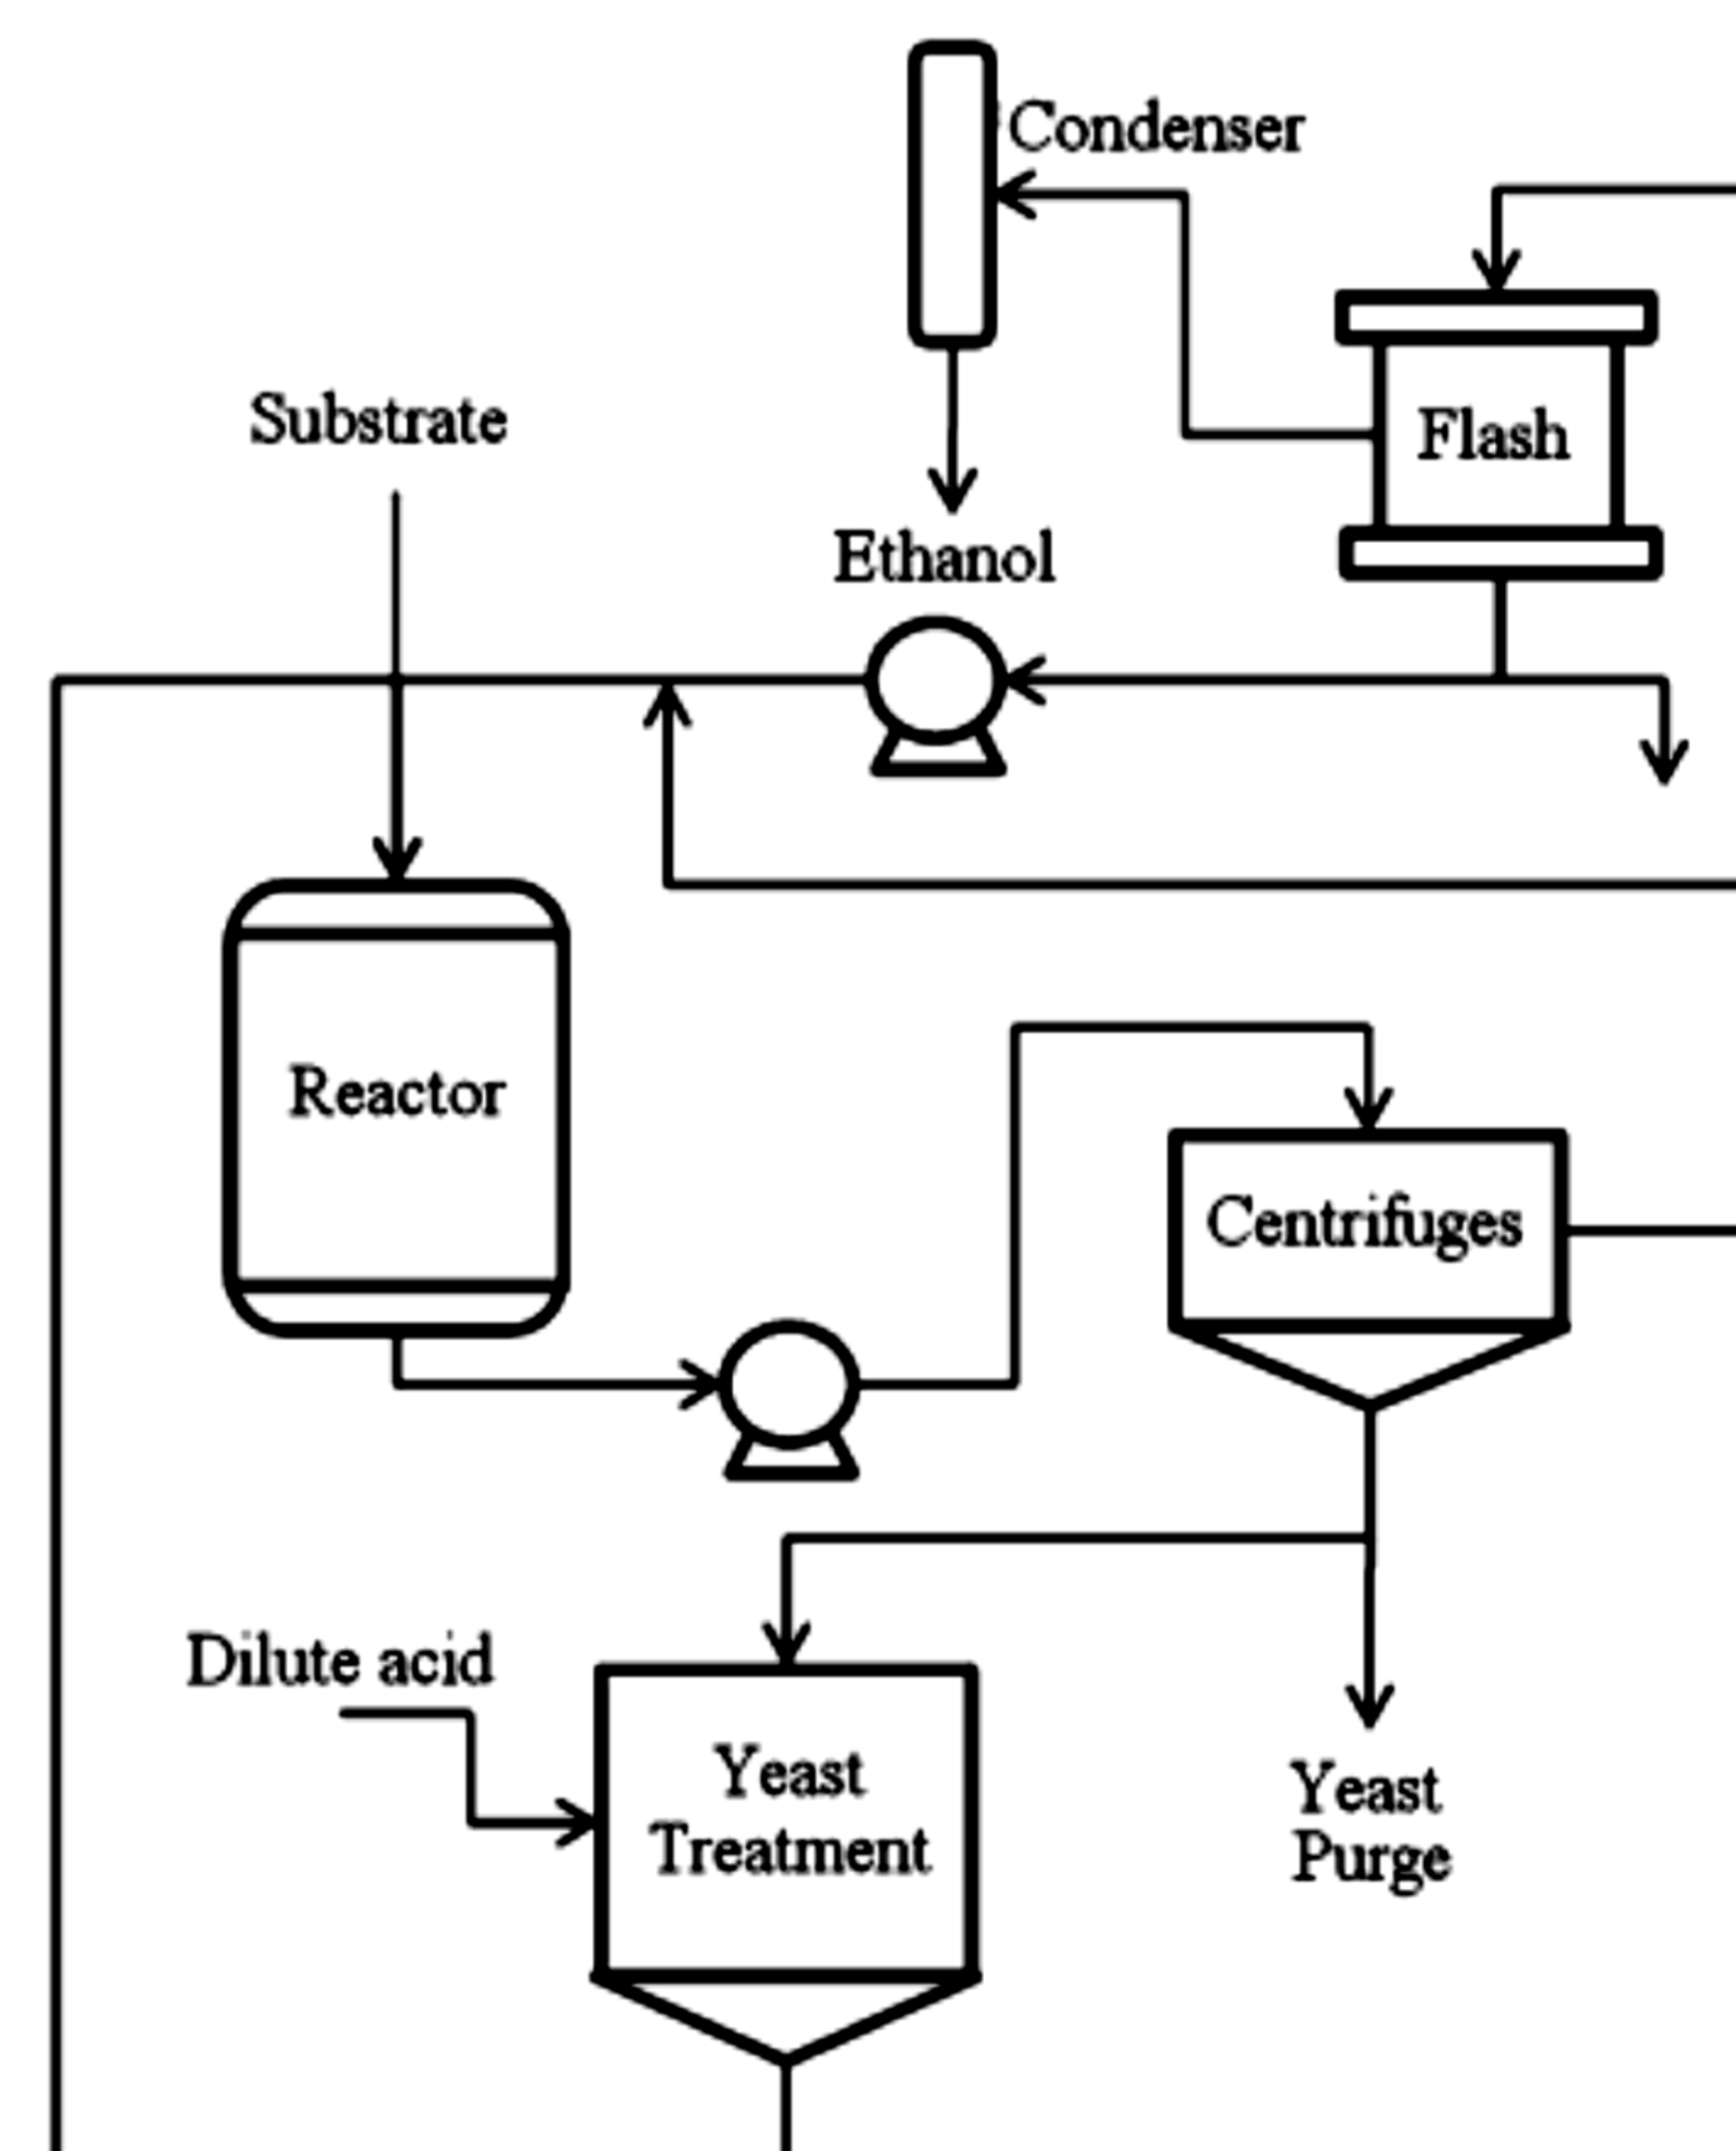 Condenser
Substrate
Flash
Ethanol
Reactor
Centrifuges
Dilute acid
Yeast
Treatment
Yeast
Purge